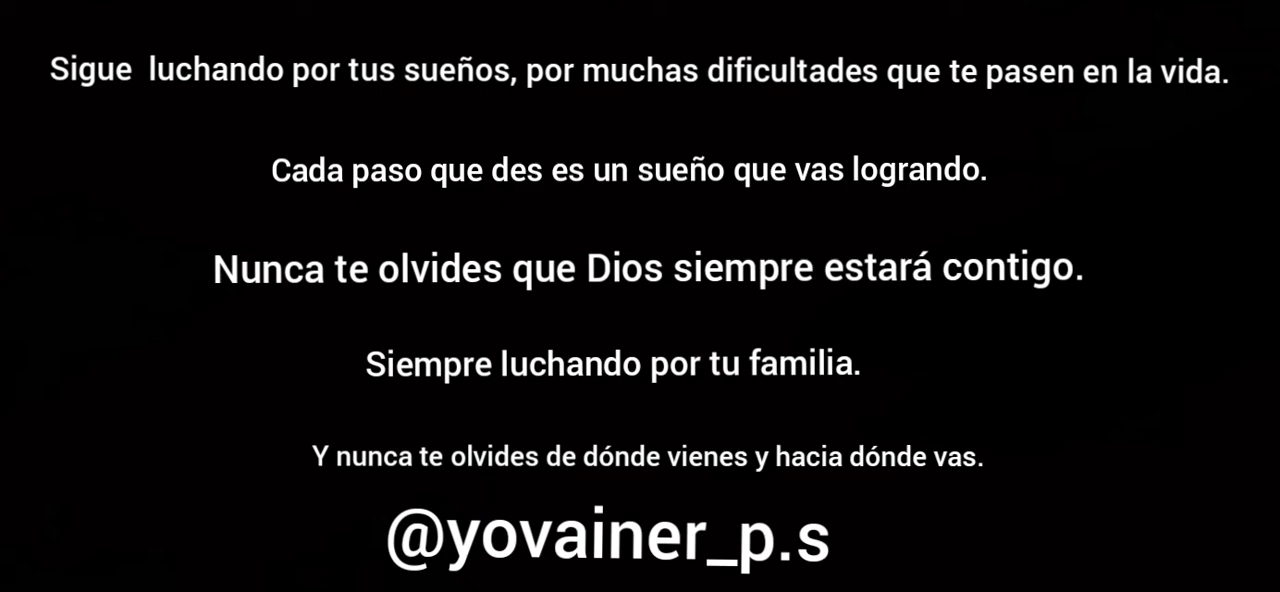 Sigue  luchando por tus sueños, por muchas dificultades que te pasen en la vida.
Cada paso que des es un sueño que vas logrando.
Nunca te olvides que Dios siempre estará contigo.
Siempre luchando por tu familia.
Y nunca te olvides de dónde vienes y hacia dónde vas.
@yovainer_p.s